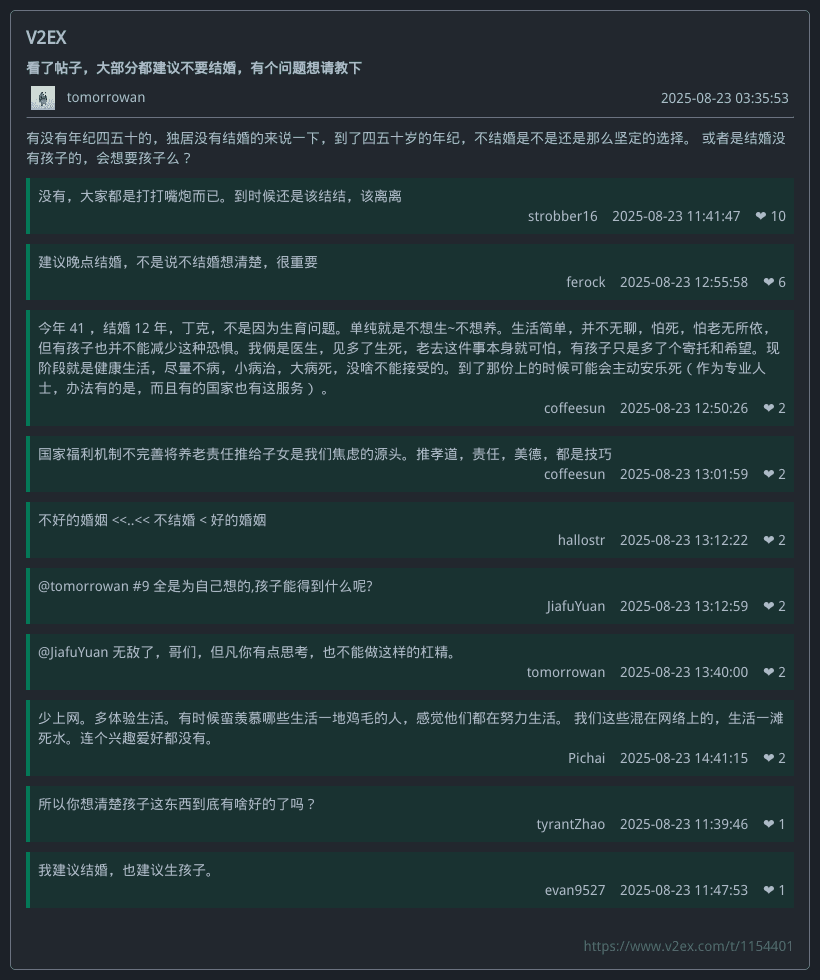 V2EX
看了帖子，大部分都建议不要结婚，有个问题想请教下
tomorrowan 2025-08-23 03:35:53
有没有年纪四五十的，独居没有结婚的来说一下，到了四五十岁的年纪，不结婚是不是还是那么坚定的选择。 或者是结婚没
有孩子的，会想要孩子么？
没有，大家都是打打嘴炮而已。到时候还是该结结，该离离
strobber16 2025-08-23 11:41:47 ❤ 10
建议晚点结婚，不是说不结婚想清楚，很重要
ferock 2025-08-23 12:55:58 ❤ 6
今年 41 ，结婚 12 年，丁克，不是因为生育问题。单纯就是不想生~不想养。生活简单，并不无聊，怕死，怕老无所依，
但有孩子也并不能减少这种恐惧。我俩是医生，见多了生死，老去这件事本身就可怕，有孩子只是多了个寄托和希望。现
阶段就是健康生活，尽量不病，小病治，大病死，没啥不能接受的。到了那份上的时候可能会主动安乐死（作为专业人
士，办法有的是，而且有的国家也有这服务）。
coffeesun 2025-08-23 12:50:26 ❤ 2
国家福利机制不完善将养老责任推给子女是我们焦虑的源头。推孝道，责任，美德，都是技巧
coffeesun 2025-08-23 13:01:59 ❤ 2
不好的婚姻 <<..<< 不结婚 < 好的婚姻
hallostr 2025-08-23 13:12:22 ❤ 2
@tomorrowan #9 全是为自己想的,孩子能得到什么呢?
JiafuYuan 2025-08-23 13:12:59 ❤ 2
@JiafuYuan 无敌了，哥们，但凡你有点思考，也不能做这样的杠精。
tomorrowan 2025-08-23 13:40:00 ❤ 2
少上网。多体验生活。有时候蛮羡慕哪些生活一地鸡毛的人，感觉他们都在努力生活。 我们这些混在网络上的，生活一滩
死水。连个兴趣爱好都没有。
Pichai 2025-08-23 14:41:15 ❤ 2
所以你想清楚孩子这东西到底有啥好的了吗？
tyrantZhao 2025-08-23 11:39:46 ❤ 1
我建议结婚，也建议生孩子。
evan9527 2025-08-23 11:47:53 ❤ 1
https://www.v2ex.com/t/1154401